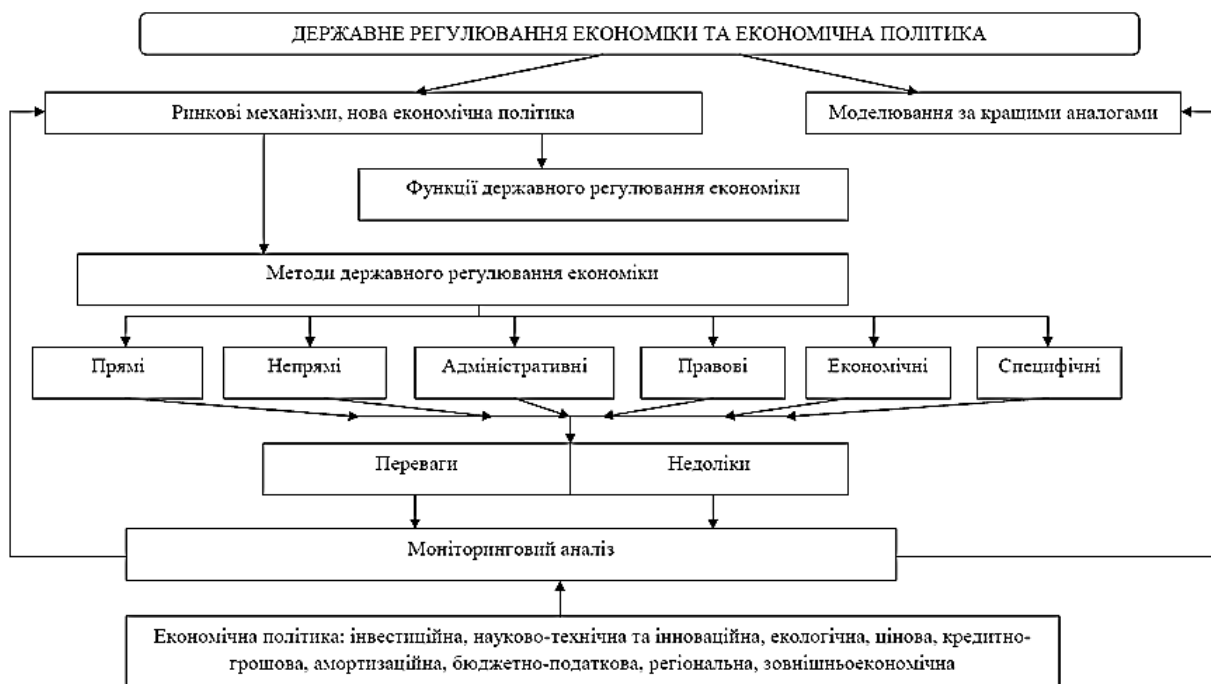 ДЕРЖАВНЕ РЕГУЛЮВАННЯ ЕКОНОМІКИ ТА ЕКОНОМІЧНА ПОЛІТИКА
Ринкові механізми, нова економічна політика
Моделювання за кращими аналогами
Функції державного регулювання економіки
Методи державного регулювання економіки
Прямі
Непрямі
Адміністративні
Правові
Економічні
Специфічні
Переваги
Недоліки
Моніторинговий аналіз
Економічна політика: інвестиційна, науково-технічна та інноваційна, екологічна, цінова, кредитно-
грошова, амортизаційна, бюджетно-податкова, регіональна, зовнішньоекономічна